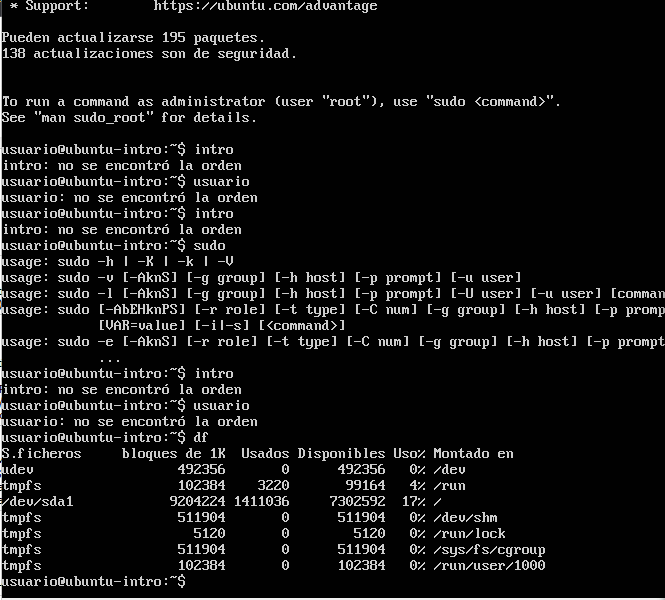 * Support:        https://ubuntu.com/advantage
Pueden actualizarse 195 paquetes.
138 actualizaciones son de seguridad.
To run a command as administrator (user "root"), use "sudo <command>".
See "man sudo_root" for details.
usuario@ubuntu-intro:~$ intro
intro: no se encontró la orden
usuario@ubuntu-intro:~$ usuario
usuario: no se encontró la orden
usuario@ubuntu-intro:~$ intro
intro: no se encontró la orden
usuario@ubuntu-intro:~$ sudo
usage: sudo -h | -K | -k | -V
usage: sudo -v [-AknS] [-g group] [-h host] [-p prompt] [-u user]
usage: sudo -l [-AknS] [-g group] [-h host] [-p prompt] [-U user] [-u user] [comman
usage: sudo [-AbEHknPS] [-r role] [-t type] [-C num] [-g group] [-h host] [-p promp
[VAR=value] [-i|-s] [<command>]
usage: sudo -e [-AknS] [-r role] [-t type] [-C num] [-g group] [-h host] [-p prompt
...
usuario@ubuntu-intro:~$ intro
intro: no se encontró la orden
usuario@ubuntu-intro:~$ usuario
usuario: no se encontró la orden
usuario@ubuntu-intro:~$ df
S.ficheros     bloques de 1K  Usados Disponibles Uso% Montado en
udev                  492356       0      492356   0% /dev
tmpfs                 102384    3220       99164   4% /run
/dev/sda1            9204224 1411036     7302592  17% /
tmpfs                 511904       0      511904   0% /dev/shm
tmpfs                   5120       0        5120   0% /run/lock
tmpfs                 511904       0      511904   0% /sys/fs/cgroup
tmpfs                 102384       0      102384   0% /run/user/1000
usuario@ubuntu-intro:~$